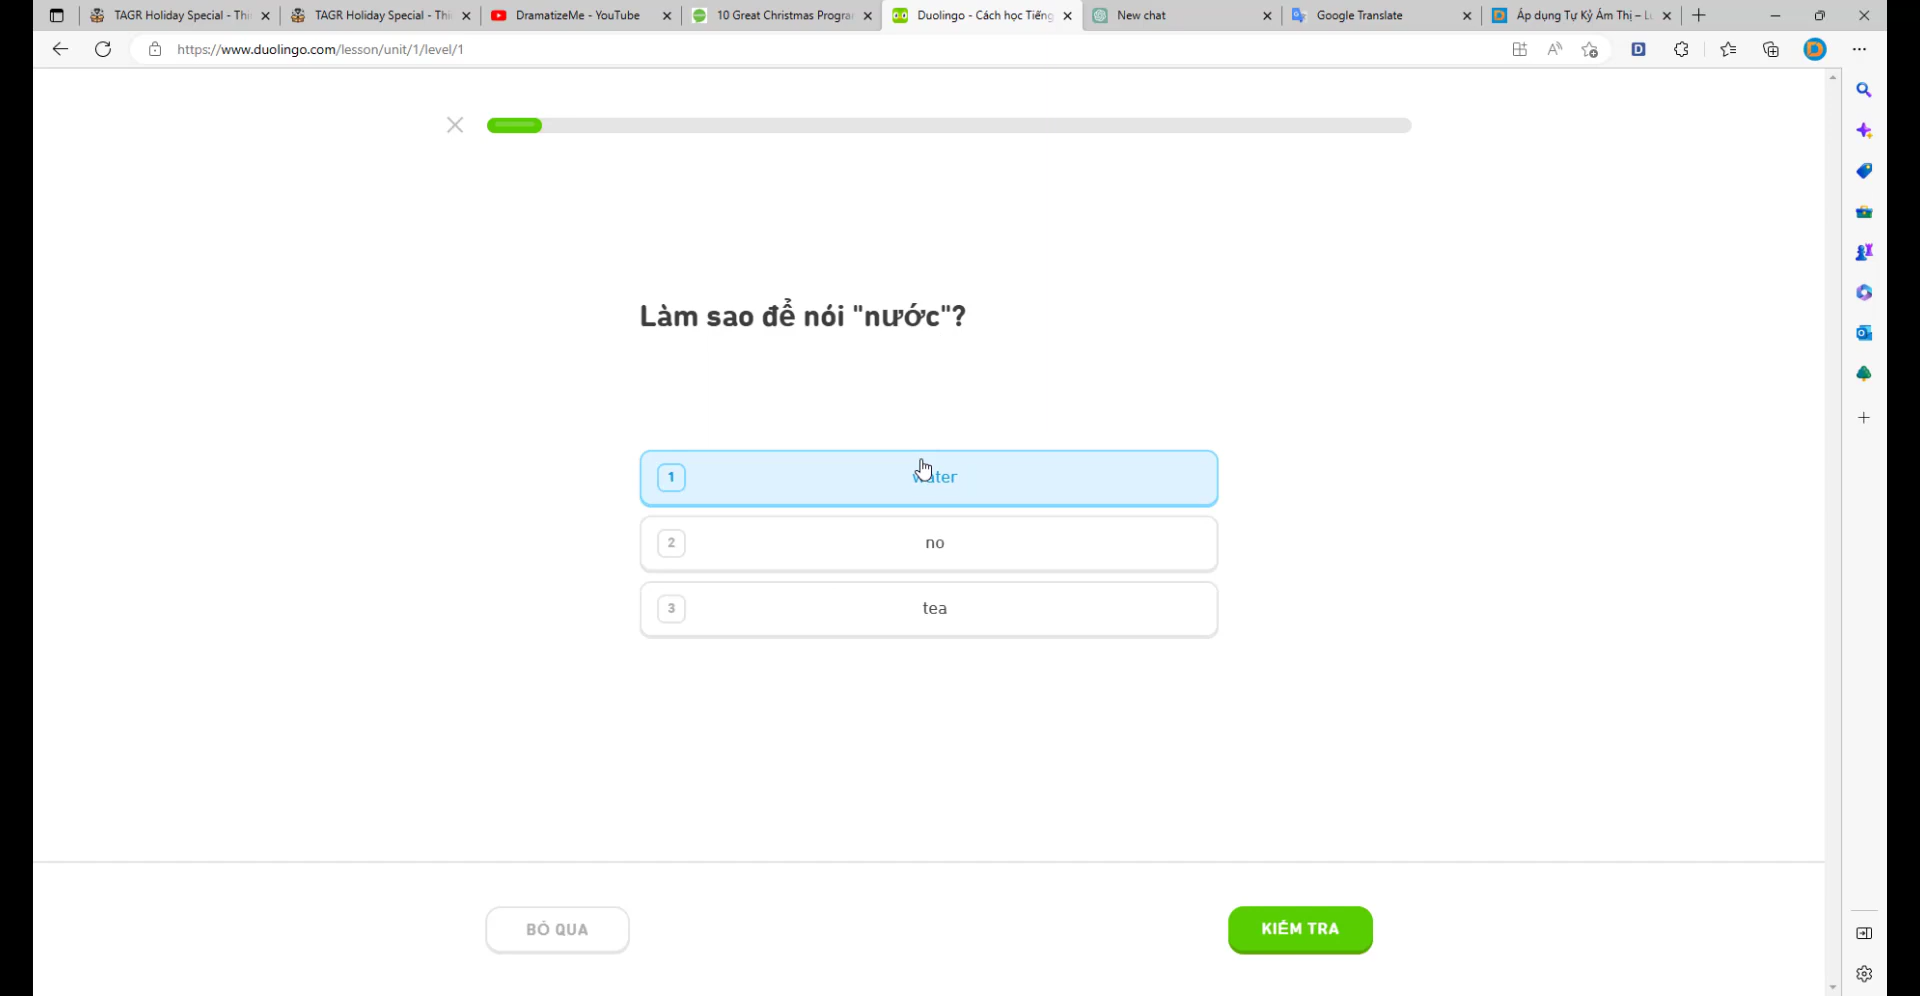 TAGR Holiday Special - Thi
TAGR Holiday Special - Thi
DramatizeMe - YouTube
10 Great Christmas Progra
Duolingo - Cách học Tiếng
New chat
Google Translate
Áp dụng Tự Kỷ Ám Thị – L
https://www.duolingo.com/lesson/unit/1/level/1
Làm sao để nói "nước"?
1 water
2 no
3 tea
BỎ QUA
KIỂM TRA